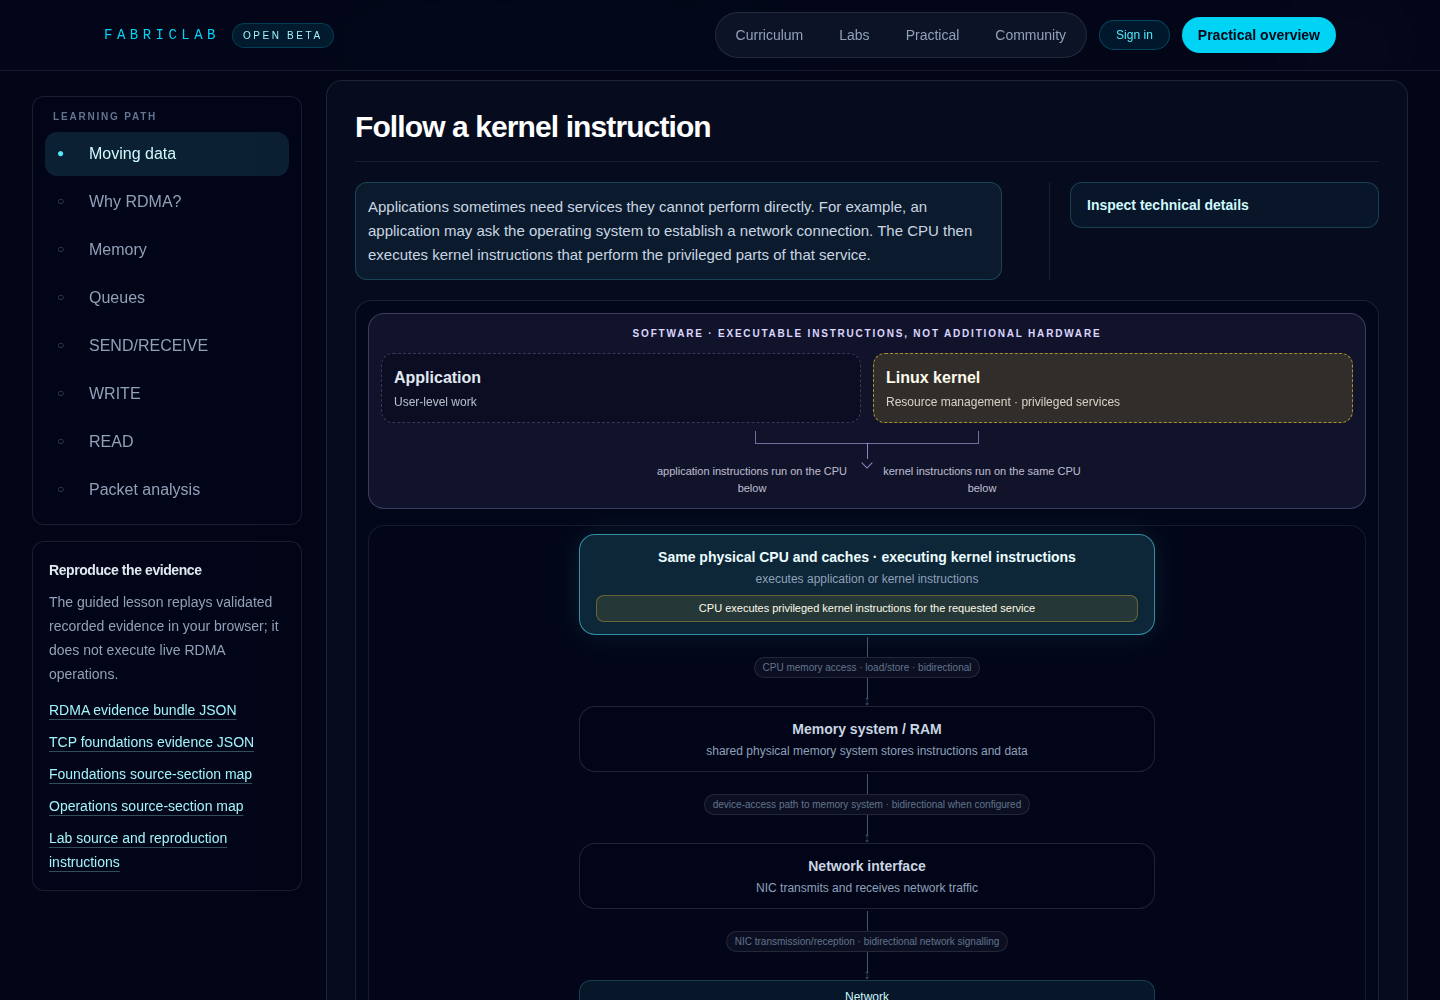 FABRICLAB
OPEN BETA
Curriculum
Labs
Practical
Community
Sign in
Practical overview
LEARNING PATH
Moving data
Why RDMA?
Memory
Queues
SEND/RECEIVE
WRITE
READ
Packet analysis
Reproduce the evidence
The guided lesson replays validated
recorded evidence in your browser; it
does not execute live RDMA
operations.
RDMA evidence bundle JSON
TCP foundations evidence JSON
Foundations source-section map
Operations source-section map
Lab source and reproduction
instructions
Follow a kernel instruction
Applications sometimes need services they cannot perform directly. For example, an
application may ask the operating system to establish a network connection. The CPU then
executes kernel instructions that perform the privileged parts of that service.
Inspect technical details
SOFTWARE · EXECUTABLE INSTRUCTIONS, NOT ADDITIONAL HARDWARE
Application
User-level work
Linux kernel
Resource management · privileged services
application instructions run on the CPU
below
kernel instructions run on the same CPU
below
Same physical CPU and caches · executing kernel instructions
executes application or kernel instructions
CPU executes privileged kernel instructions for the requested service
CPU memory access · load/store · bidirectional
Memory system / RAM
shared physical memory system stores instructions and data
device-access path to memory system · bidirectional when configured
Network interface
NIC transmits and receives network traffic
NIC transmission/reception · bidirectional network signalling
Network